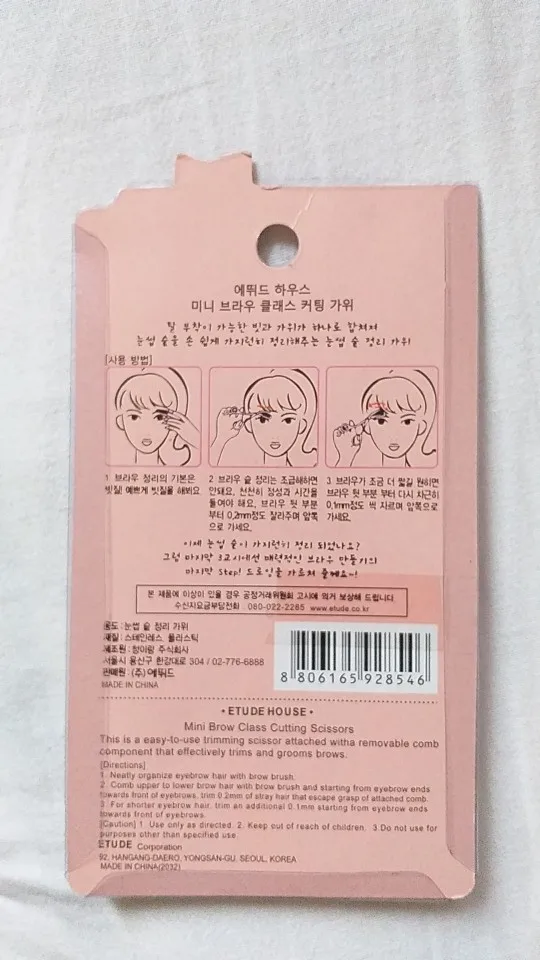 에뛰드 하우스
미니 브라우 클래스 커팅 가위
탈 부착이 가능한 빗과 가위가 하나로 합쳐져
눈썹 숱을 손 쉽게 가지런히 정리해주는 눈썹 숱 정리 가위
[사용 방법]
1 브라우 정리의 기본은
빗질! 예쁘게 빗질을 해봐요
2 브라우 숱 정리는 조급해하면
안돼요, 천천히 정성과 시간을
들여야 해요, 브라우 뒷 부분
부터 0,2mm정도 잘라주며 앞쪽
으로 가세요.
3 브라우가 조금 더 짧길 원하면
브라우 뒷 부분 부터 다시 차근히
0,1mm정도 씩 자르며 앞쪽으로
가세요.
이제 눈썹 숱이 가지런히 정리 되었나요?
그럼 마지막 3교시에선 매력적인 브라우 만들기의
마지막 Step! 드로잉을 가르쳐 줄께요~!
본 제품에 이상이 있을 경우 공정거래위원회 고시에 의거 보상해 드립니다.
수신자요금부담전화 080-022-2285 www.etude.co.kr
용도 : 눈썹 숱 정리 가위
재질 : 스테인레스 플라스틱
제조원 : 청이랑 주식회사
서울시 용산구 한강대로 304 / 02-776-6888
판매원 : (주) 에뛰드
MADE IN CHINA
8 806165 928546
• ETUDE HOUSE •
Mini Brow Class Cutting Scissors
This is a easy-to-use trimming scissor attached witha removable comb
component that effectively trims and grooms brows.
[Directions]
1 Neatly organize eyebrow hair with brow brush.
2 Comb upper to lower brow hair with brow brush and starting from eyebrow ends
towards front of eyebrows, trim 0.2mm of stray hair that escape grasp of attached comb.
3 For shorter eyebrow hair, trim an additional 0.1mm starting from eyebrow ends
towards front of eyebrows.
[Caution] 1 Use only as directed. 2. Keep out of reach of children. 3 Do not use for
purposes other than specified use.
ETUDE Corporation
92, HANGANG-DAERO, YONGSAN-GU, SEOUL, KOREA
MADE IN CHINA(2032)